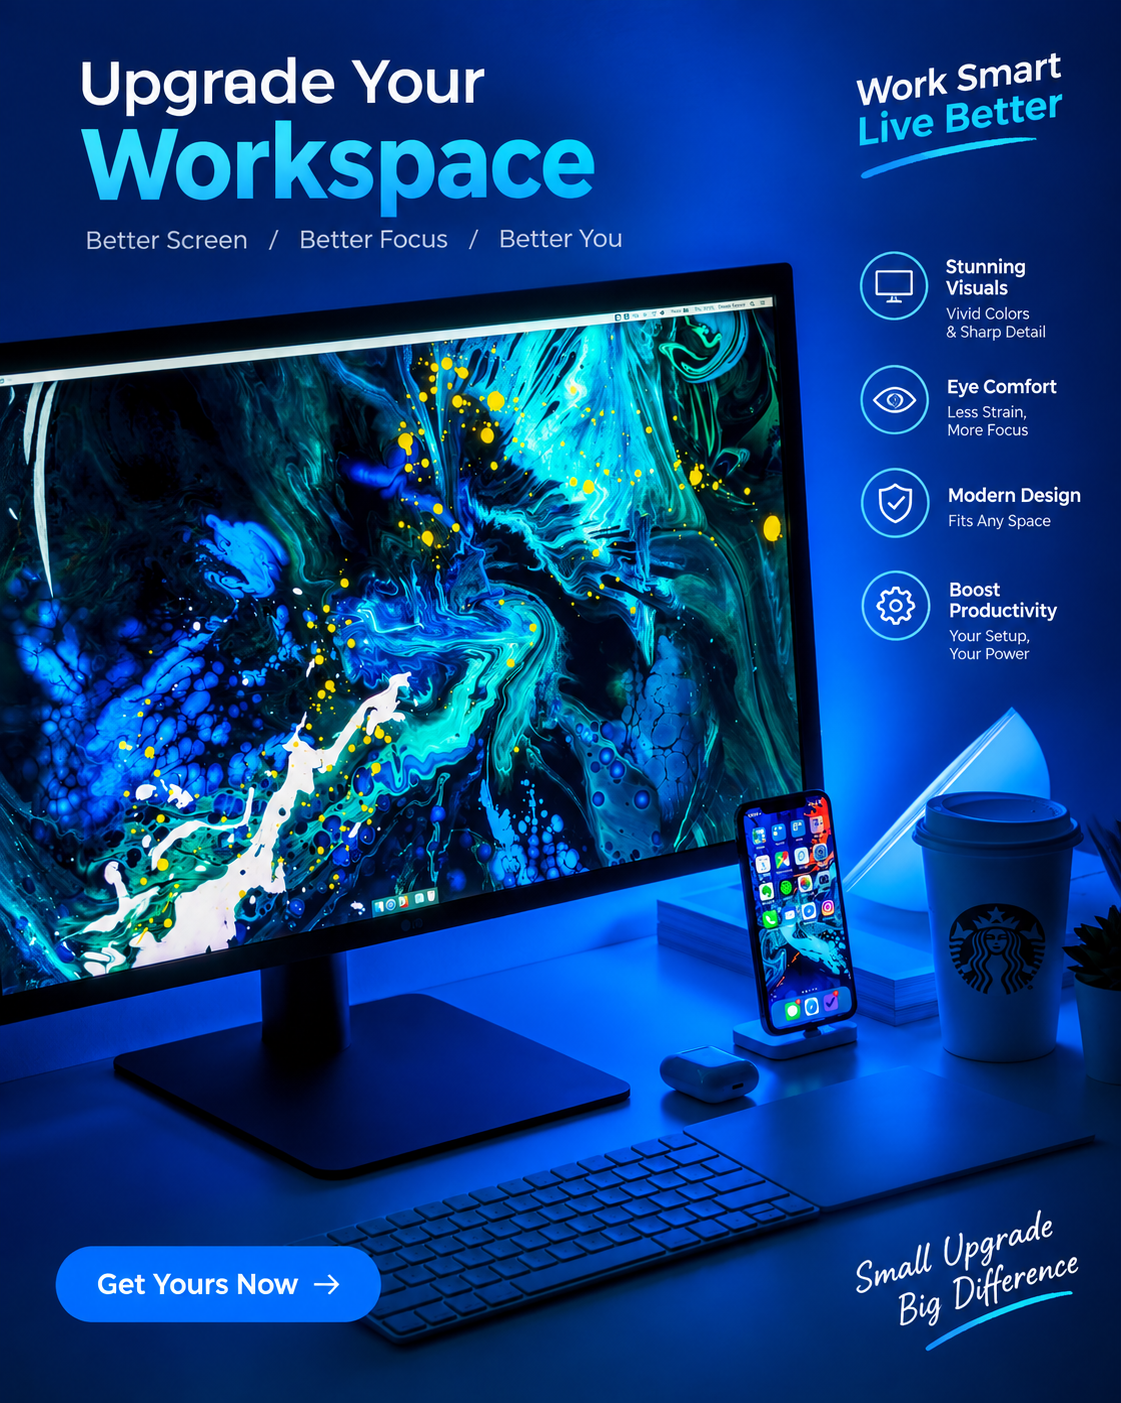 Upgrade Your
Workspace
Better Screen / Better Focus / Better You
Work Smart
Live Better
Stunning
Visuals
Vivid Colors
& Sharp Detail
Eye Comfort
Less Strain,
More Focus
Modern Design
Fits Any Space
Boost
Productivity
Your Setup,
Your Power
Get Yours Now →
Small Upgrade
Big Difference